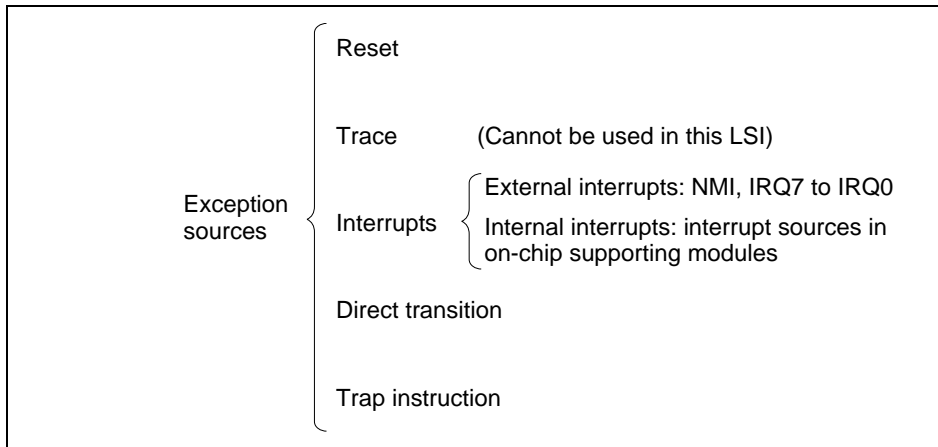 Reset
Trace (Cannot be used in this LSI)
Exception
sources
Interrupts
External interrupts: NMI, IRQ7 to IRQ0
Internal interrupts: interrupt sources in
on-chip supporting modules
Direct transition
Trap instruction